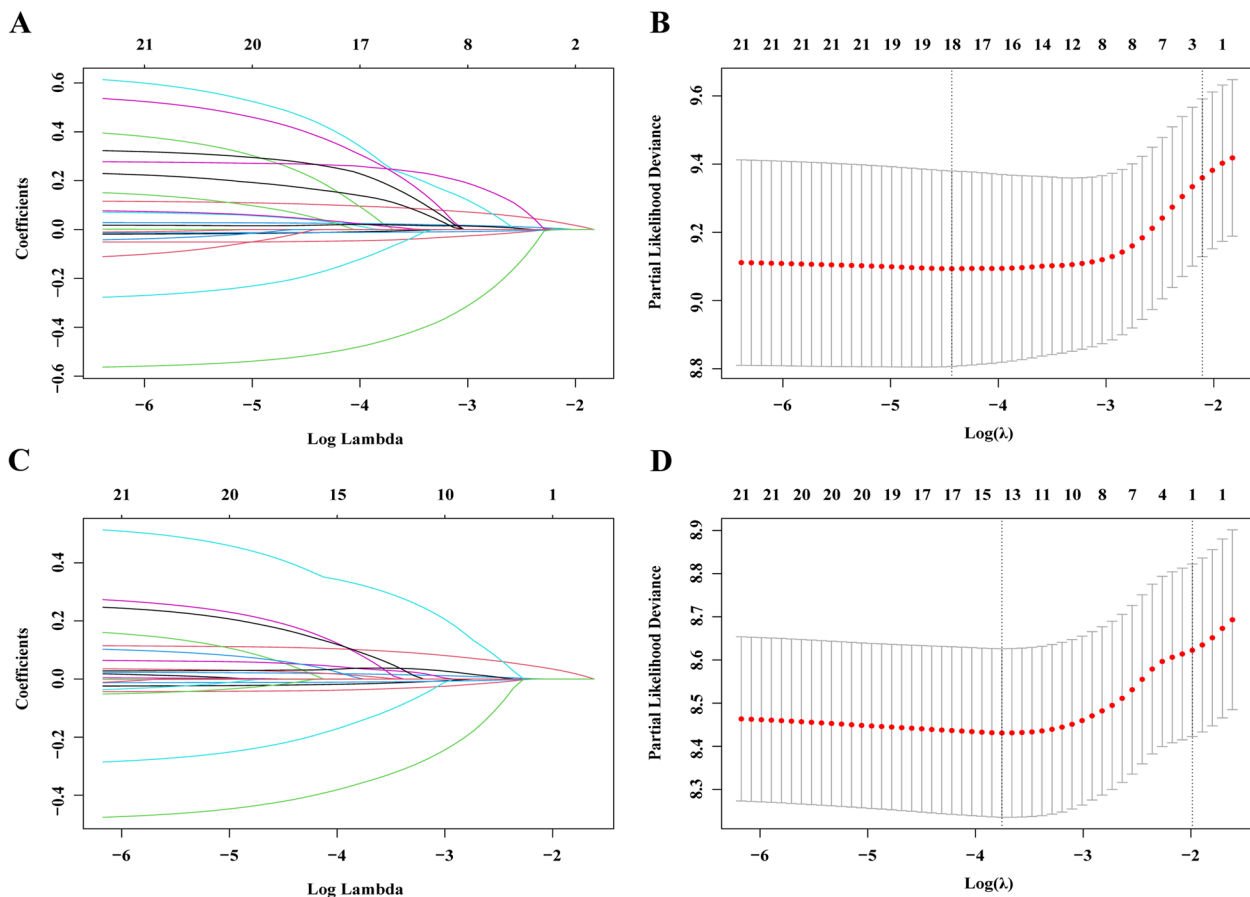 A
21 20 17 8 2
0.6
0.4
0.2
0.0
−0.2
−0.4
−0.6
Coefficients
−6 −5 −4 −3 −2
Log Lambda
B
21 21 21 21 21 19 19 18 17 16 14 12 8 8 7 3 1
9.6
9.4
9.2
9.0
8.8
Partial Likelihood Deviance
−6 −5 −4 −3 −2
Log(λ)
C
21 20 15 10 1
0.4
0.2
0.0
−0.2
−0.4
Coefficients
−6 −5 −4 −3 −2
Log Lambda
D
21 21 20 20 20 19 17 17 15 13 11 10 8 7 4 1 1
8.9
8.8
8.7
8.6
8.5
8.4
8.3
Partial Likelihood Deviance
−6 −5 −4 −3 −2
Log(λ)